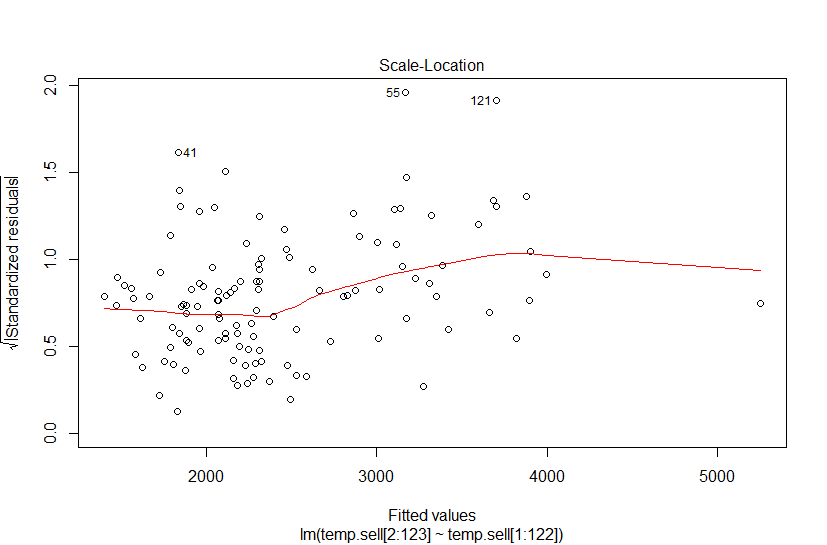 Scale-Location
√|Standardized residuals|
2.0
1.5
1.0
0.5
0.0
55
121
41
2000 3000 4000 5000
Fitted values
lm(temp.sell[2:123] ~ temp.sell[1:122])